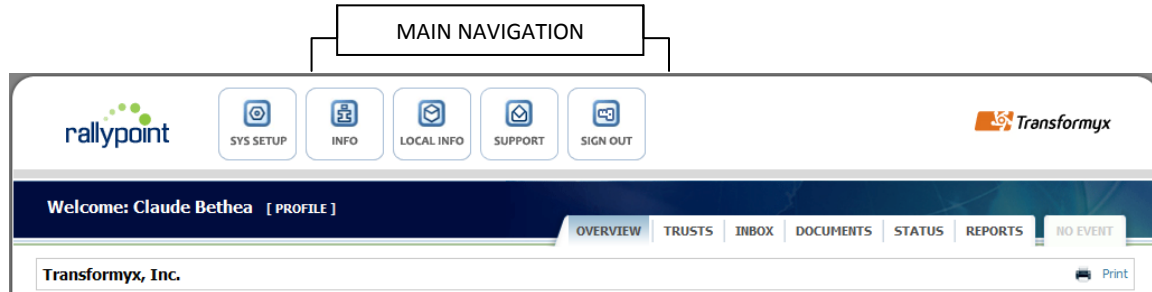 MAIN NAVIGATION
rallypoint
SYS SETUP
INFO
LOCAL INFO
SUPPORT
SIGN OUT
Transformyx
Welcome: Claude Bethea [ PROFILE ]
OVERVIEW TRUSTS INBOX DOCUMENTS STATUS REPORTS NO EVENT
Transformyx, Inc. Print